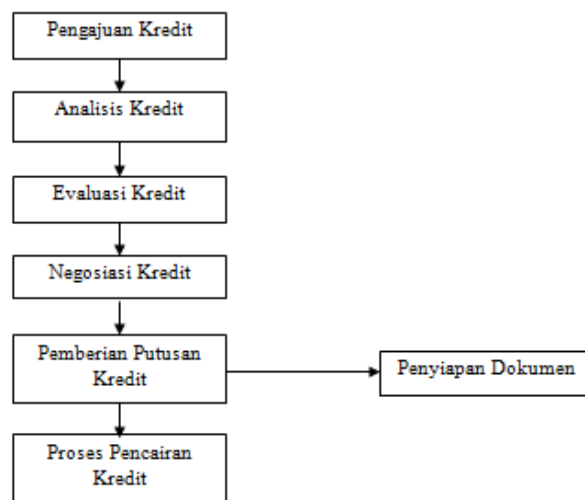 Pengajuan Kredit
Analisis Kredit
Evaluasi Kredit
Negosiasi Kredit
Pemberian Putusan
Kredit
Penyiapan Dokumen
Proses Pencairan
Kredit